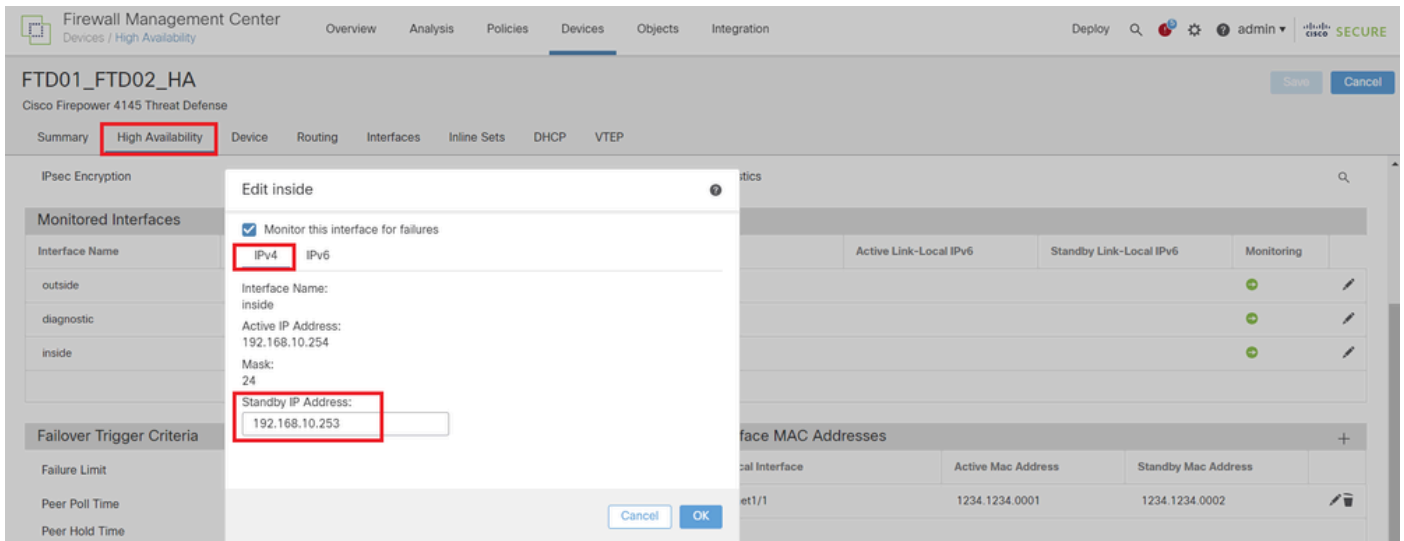 Firewall Management Center
Devices / High Availability
Overview Analysis Policies Devices Objects Integration
Deploy admin cisco SECURE
FTD01_FTD02_HA
Save Cancel
Cisco Firepower 4145 Threat Defense
Summary High Availability Device Routing Interfaces Inline Sets DHCP VTEP
IPsec Encryption
stics
Edit inside
Monitored Interfaces
Monitor this interface for failures
Interface Name
Active Link-Local IPv6 Standby Link-Local IPv6 Monitoring
IPv4 IPv6
outside
Interface Name:
inside
diagnostic
Active IP Address:
192.168.10.254
inside
Mask:
24
Standby IP Address:
192.168.10.253
Failover Trigger Criteria
face MAC Addresses
Failure Limit
cal Interface Active Mac Address Standby Mac Address
Peer Poll Time
et1/1 1234.1234.0001 1234.1234.0002
Cancel OK
Peer Hold Time